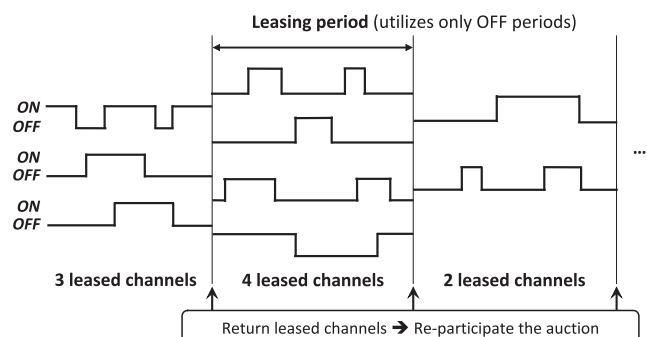 Leasing period (utilizes only OFF periods)
ON
OFF
ON
OFF
ON
OFF
...
3 leased channels
4 leased channels
2 leased channels
Return leased channels ➔ Re-participate the auction